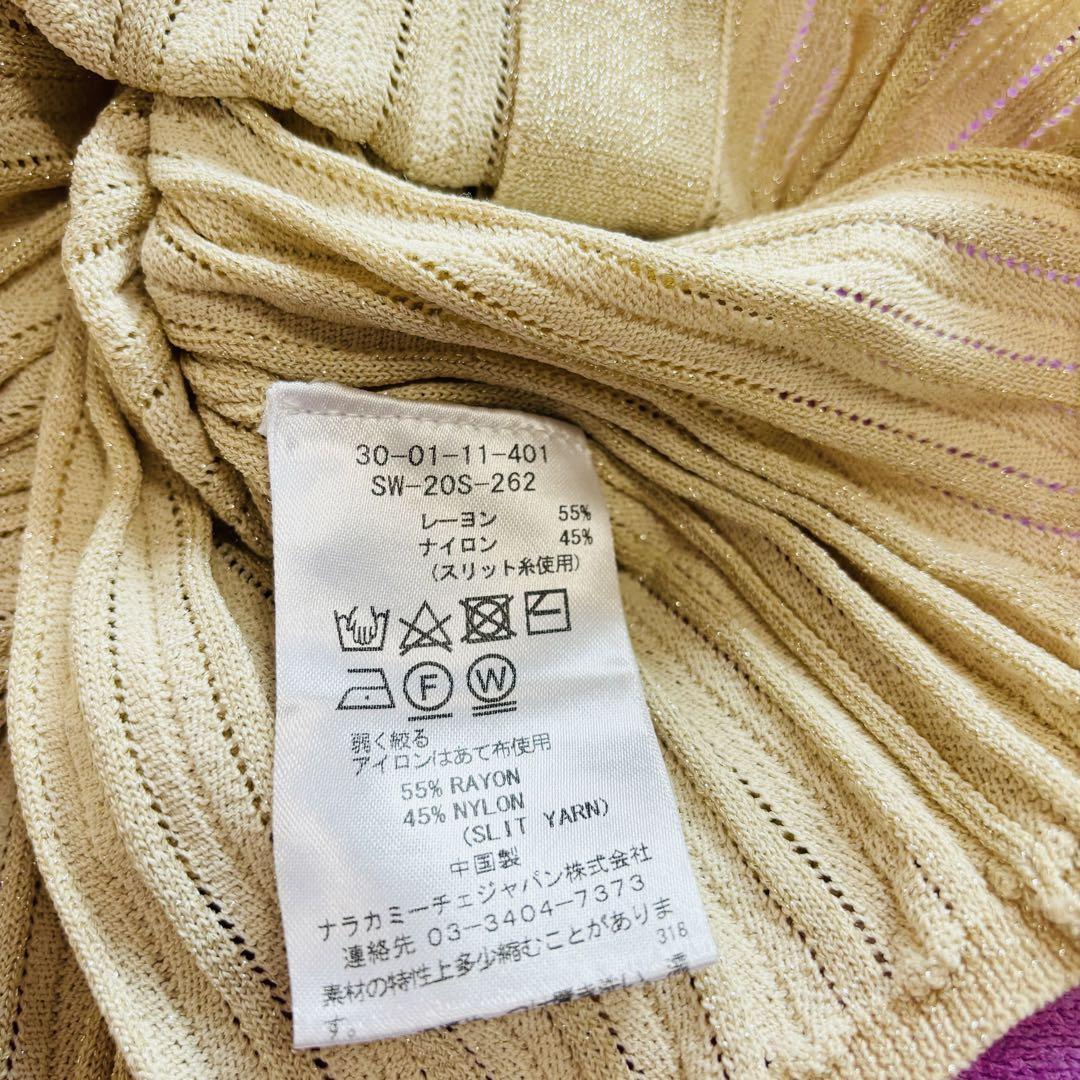 30-01-11-401
SW-20S-262
レーヨン 55%
ナイロン 45%
(スリット糸使用)
F W
弱く絞る
アイロンはあて布使用
55% RAYON
45% NYLON
(SLIT YARN)
中国製
ナラカミーチェジャパン株式会社
連絡先 03-3404-7373
素材の特性上多少縮むことがありま
す。
318